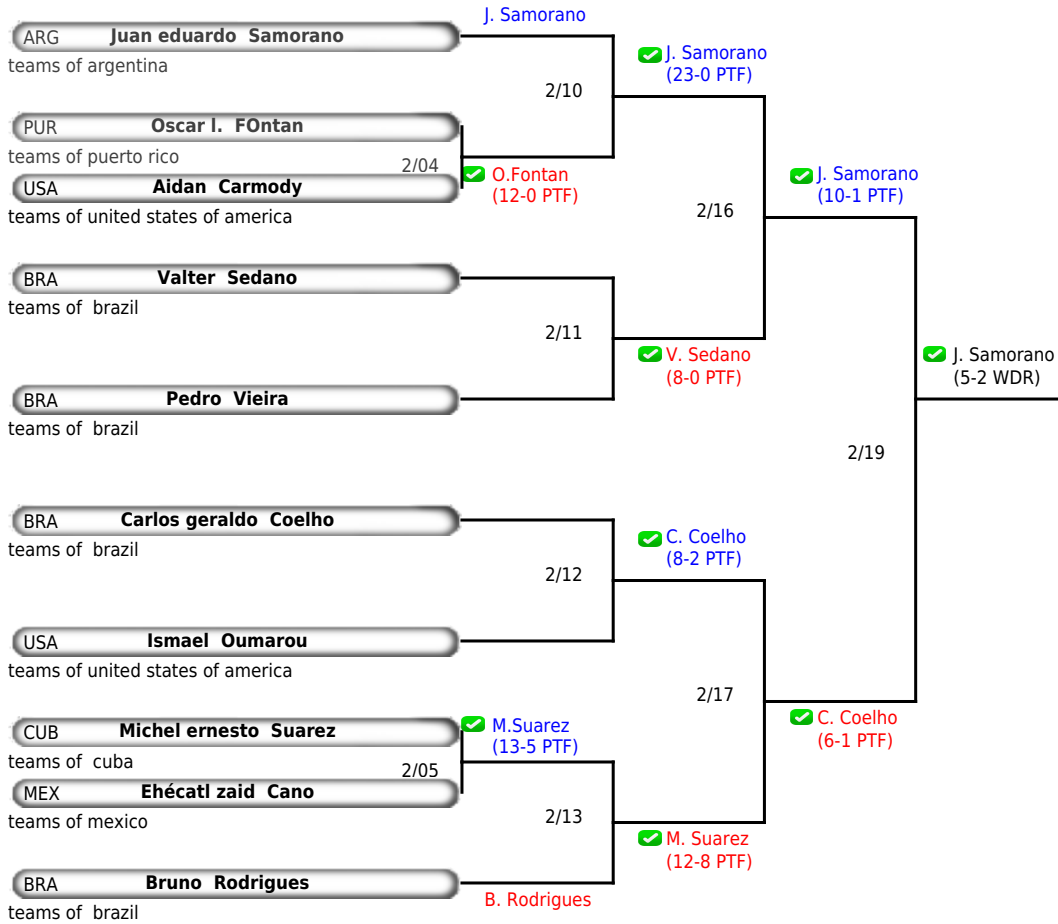 J. Samorano
ARG Juan eduardo Samorano
teams of argentina
J. Samorano
(23-0 PTF)
2/10
PUR Oscar l. FOntan
teams of puerto rico
2/04
O.Fontan
(12-0 PTF)
USA Aidan Carmody
teams of united states of america
J. Samorano
(10-1 PTF)
2/16
BRA Valter Sedano
teams of brazil
2/11
V. Sedano
(8-0 PTF)
J. Samorano
(5-2 WDR)
BRA Pedro Vieira
teams of brazil
2/19
BRA Carlos geraldo Coelho
teams of brazil
C. Coelho
(8-2 PTF)
2/12
USA Ismael Oumarou
teams of united states of america
2/17
C. Coelho
(6-1 PTF)
CUB Michel ernesto Suarez
teams of cuba
M.Suarez
(13-5 PTF)
2/05
MEX Ehécatl zaid Cano
teams of mexico
2/13
M. Suarez
(12-8 PTF)
BRA Bruno Rodrigues
teams of brazil
B. Rodrigues